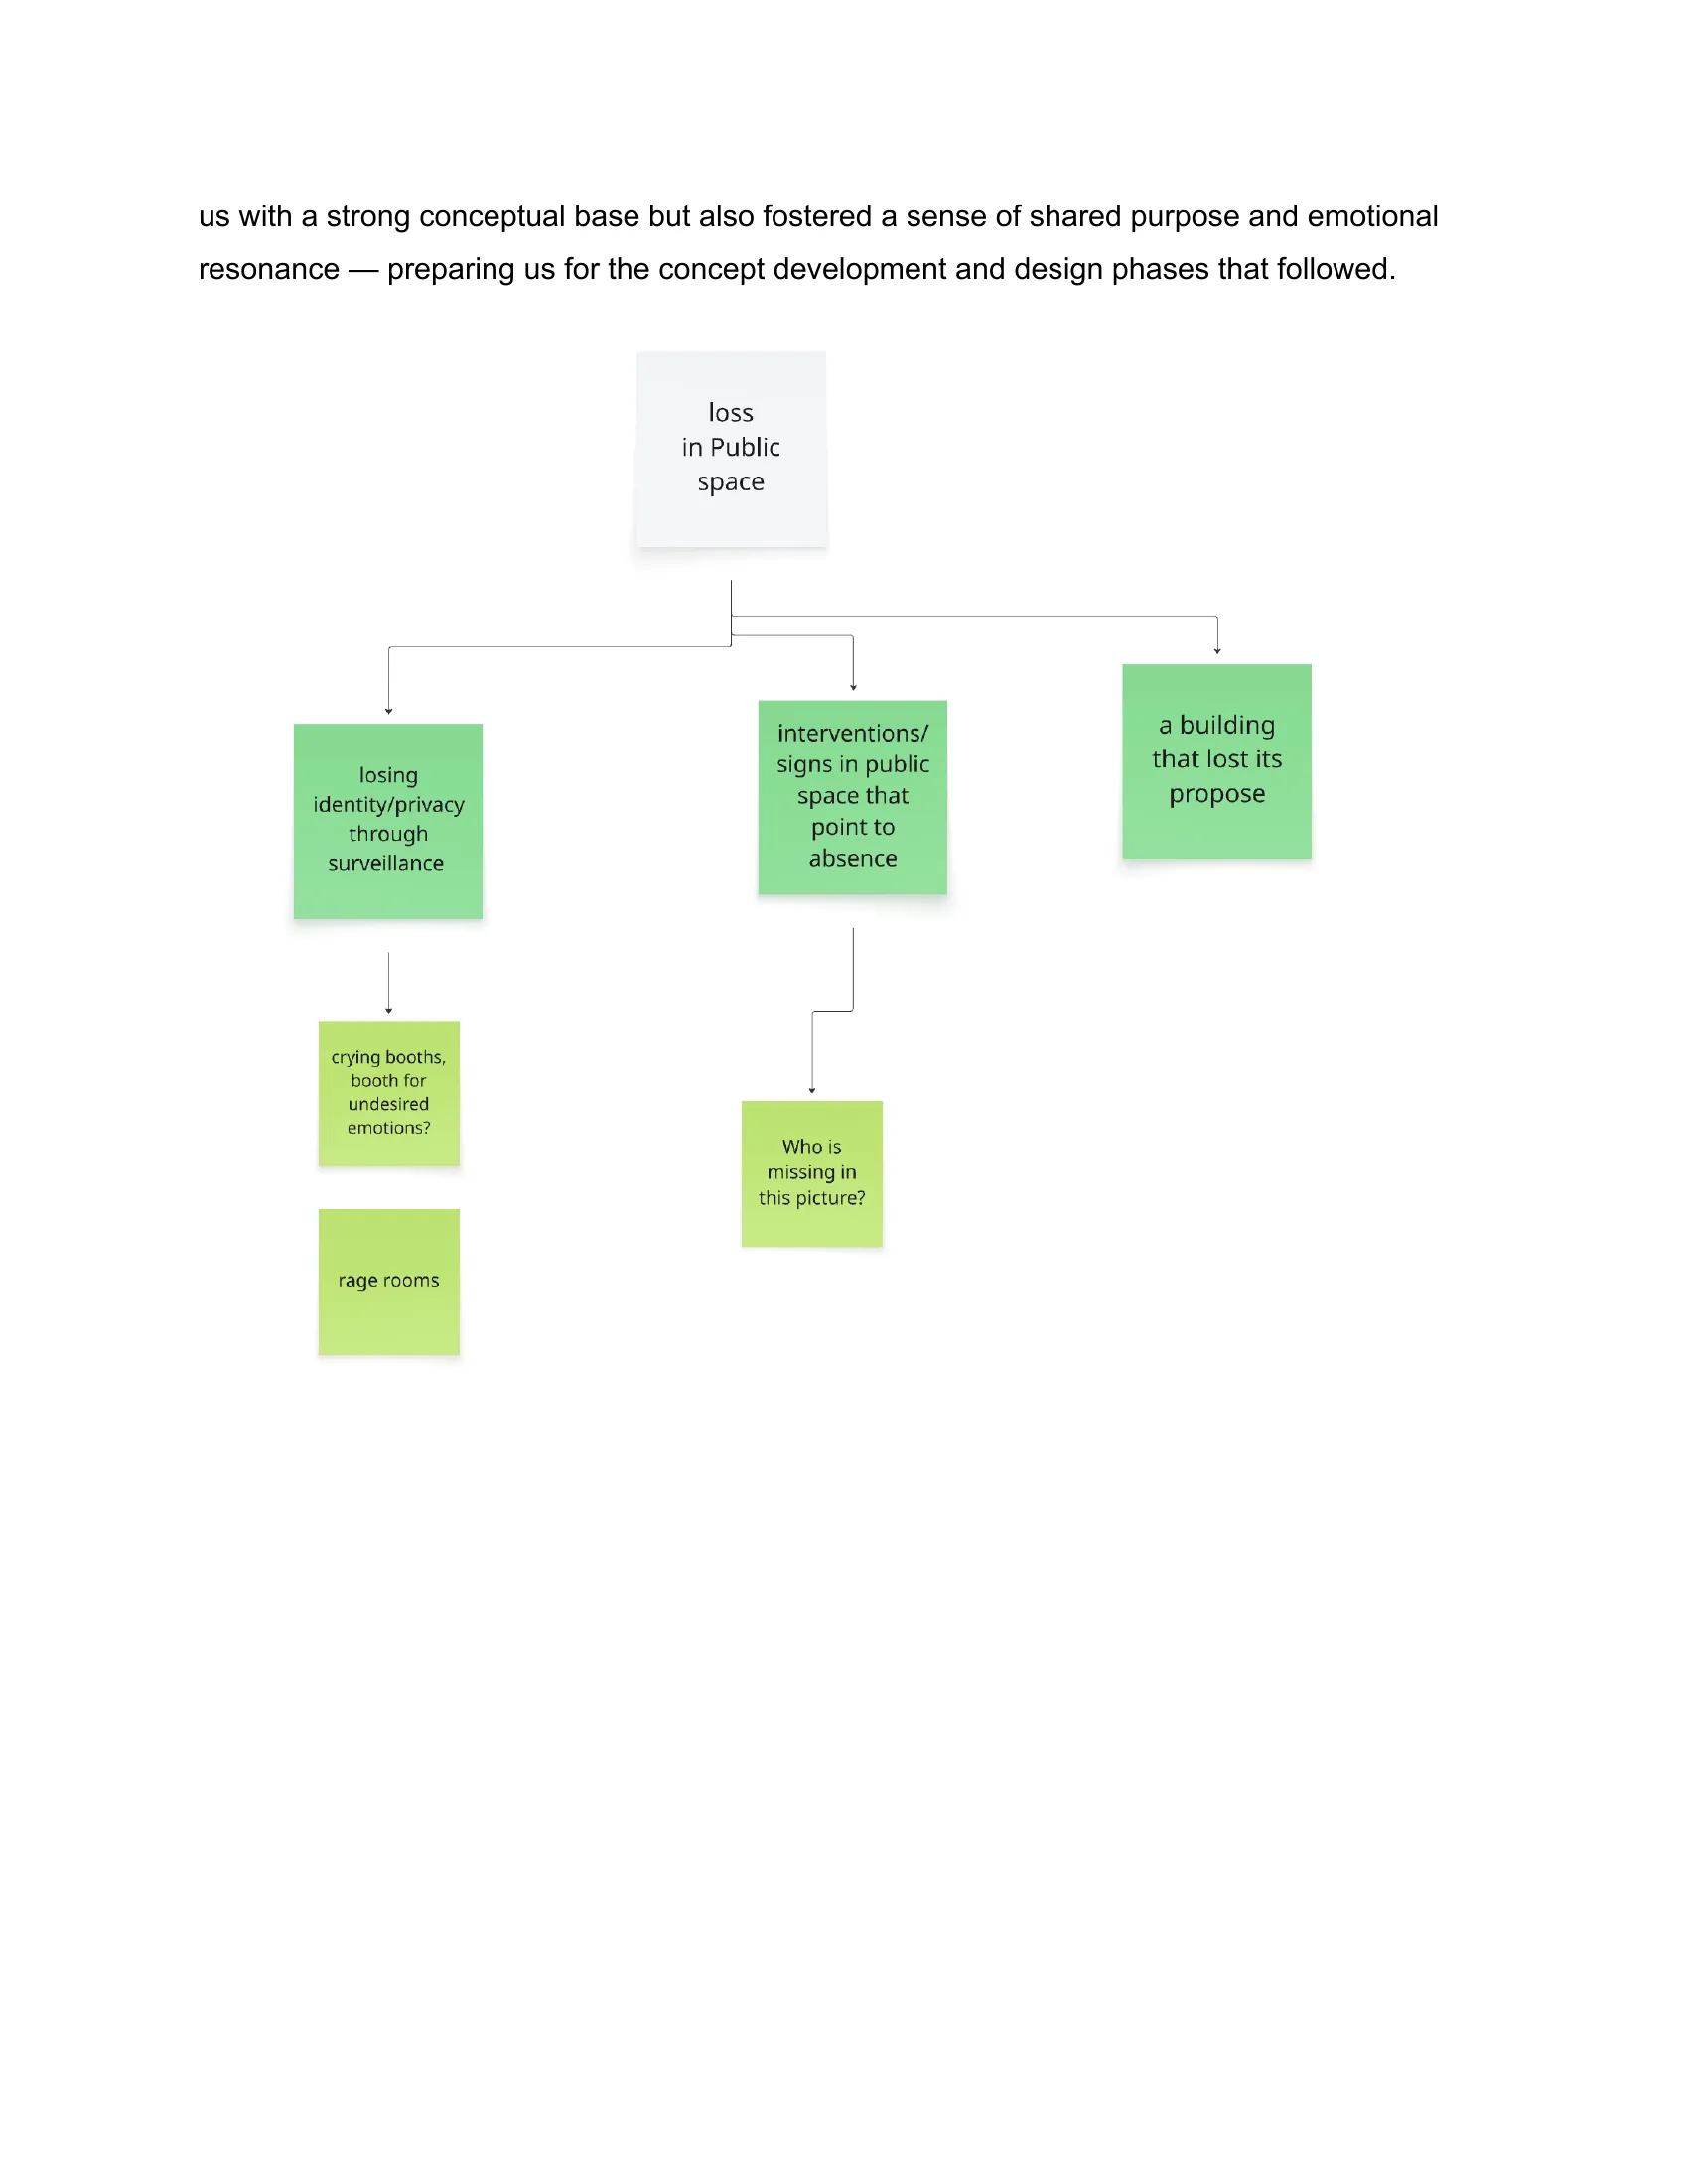 us with a strong conceptual base but also fostered a sense of shared purpose and emotional
resonance — preparing us for the concept development and design phases that followed.
loss
in Public
space
losing
identity/privacy
through
surveillance
interventions/
signs in public
space that
point to
absence
a building
that lost its
propose
crying booths,
booth for
undesired
emotions?
rage rooms
Who is
missing in
this picture?